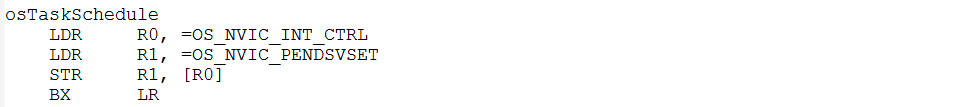 osTaskSchedule
LDR R0, =OS_NVIC_INT_CTRL
LDR R1, =OS_NVIC_PENDSVSET
STR R1, [R0]
BX LR